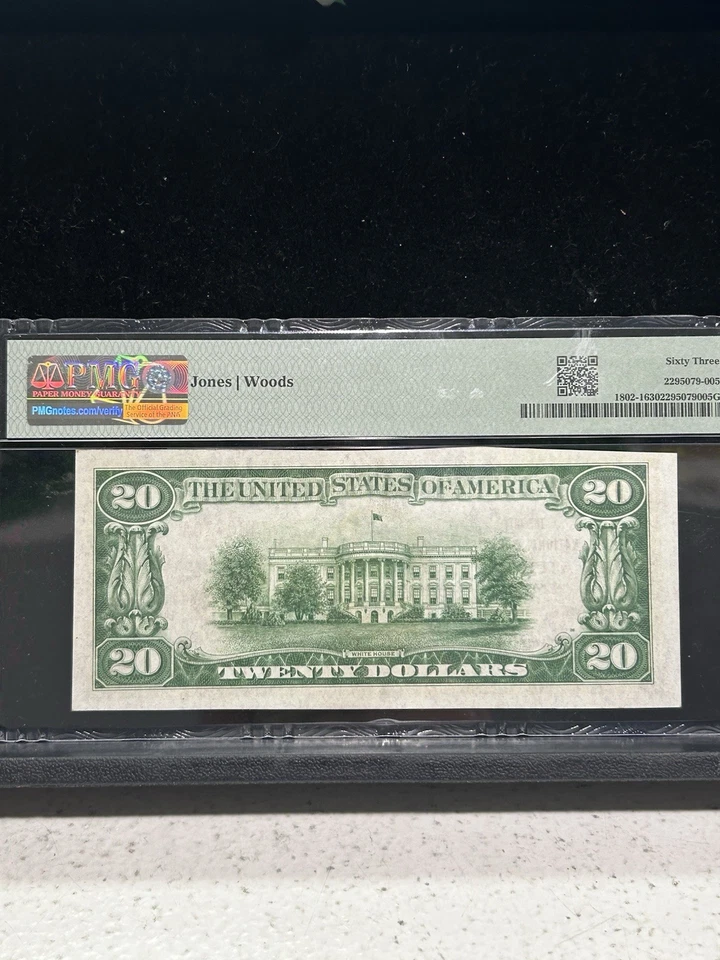 PMG
PAPER MONEY GUARANTY
PMGnotes.com/verify
The Official Grading
Service of the ANA
Jones | Woods
Sixty Three
2295079-005
1802-16302295079005G
20 THE UNITED STATES OF AMERICA 20
WHITE HOUSE
20 TWENTY DOLLARS 20